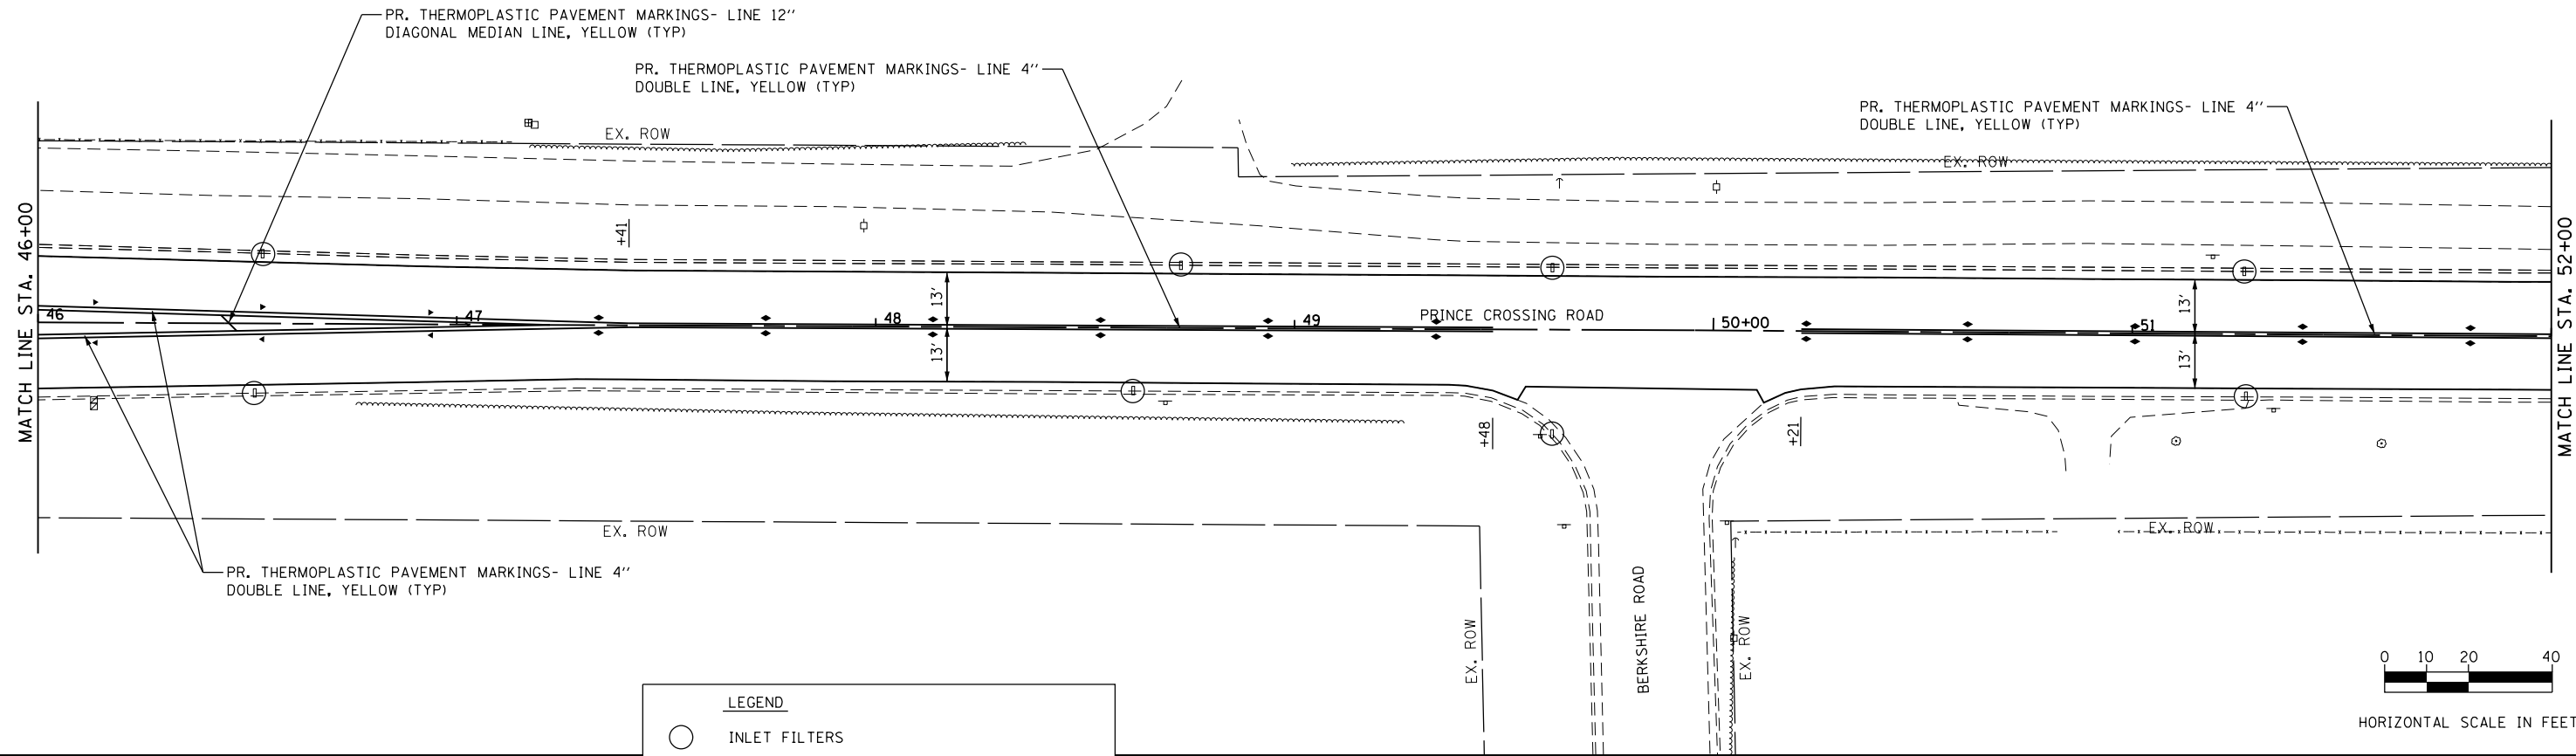 PR. THERMOPLASTIC PAVEMENT MARKINGS- LINE 12''
DIAGONAL MEDIAN LINE, YELLOW (TYP)
PR. THERMOPLASTIC PAVEMENT MARKINGS- LINE 4''
DOUBLE LINE, YELLOW (TYP)
PR. THERMOPLASTIC PAVEMENT MARKINGS- LINE 4''
DOUBLE LINE, YELLOW (TYP)
EX. ROW
EX. ROW
MATCH LINE STA. 46+00
+41
13'
13'
46
47
48
49
PRINCE CROSSING ROAD
50+00
51
13'
13'
MATCH LINE STA. 52+00
+48
+21
EX. ROW
EX. ROW
PR. THERMOPLASTIC PAVEMENT MARKINGS- LINE 4''
DOUBLE LINE, YELLOW (TYP)
EX. ROW
BERKSHIRE ROAD
EX. ROW
LEGEND
INLET FILTERS
0 10 20 40
HORIZONTAL SCALE IN FEET